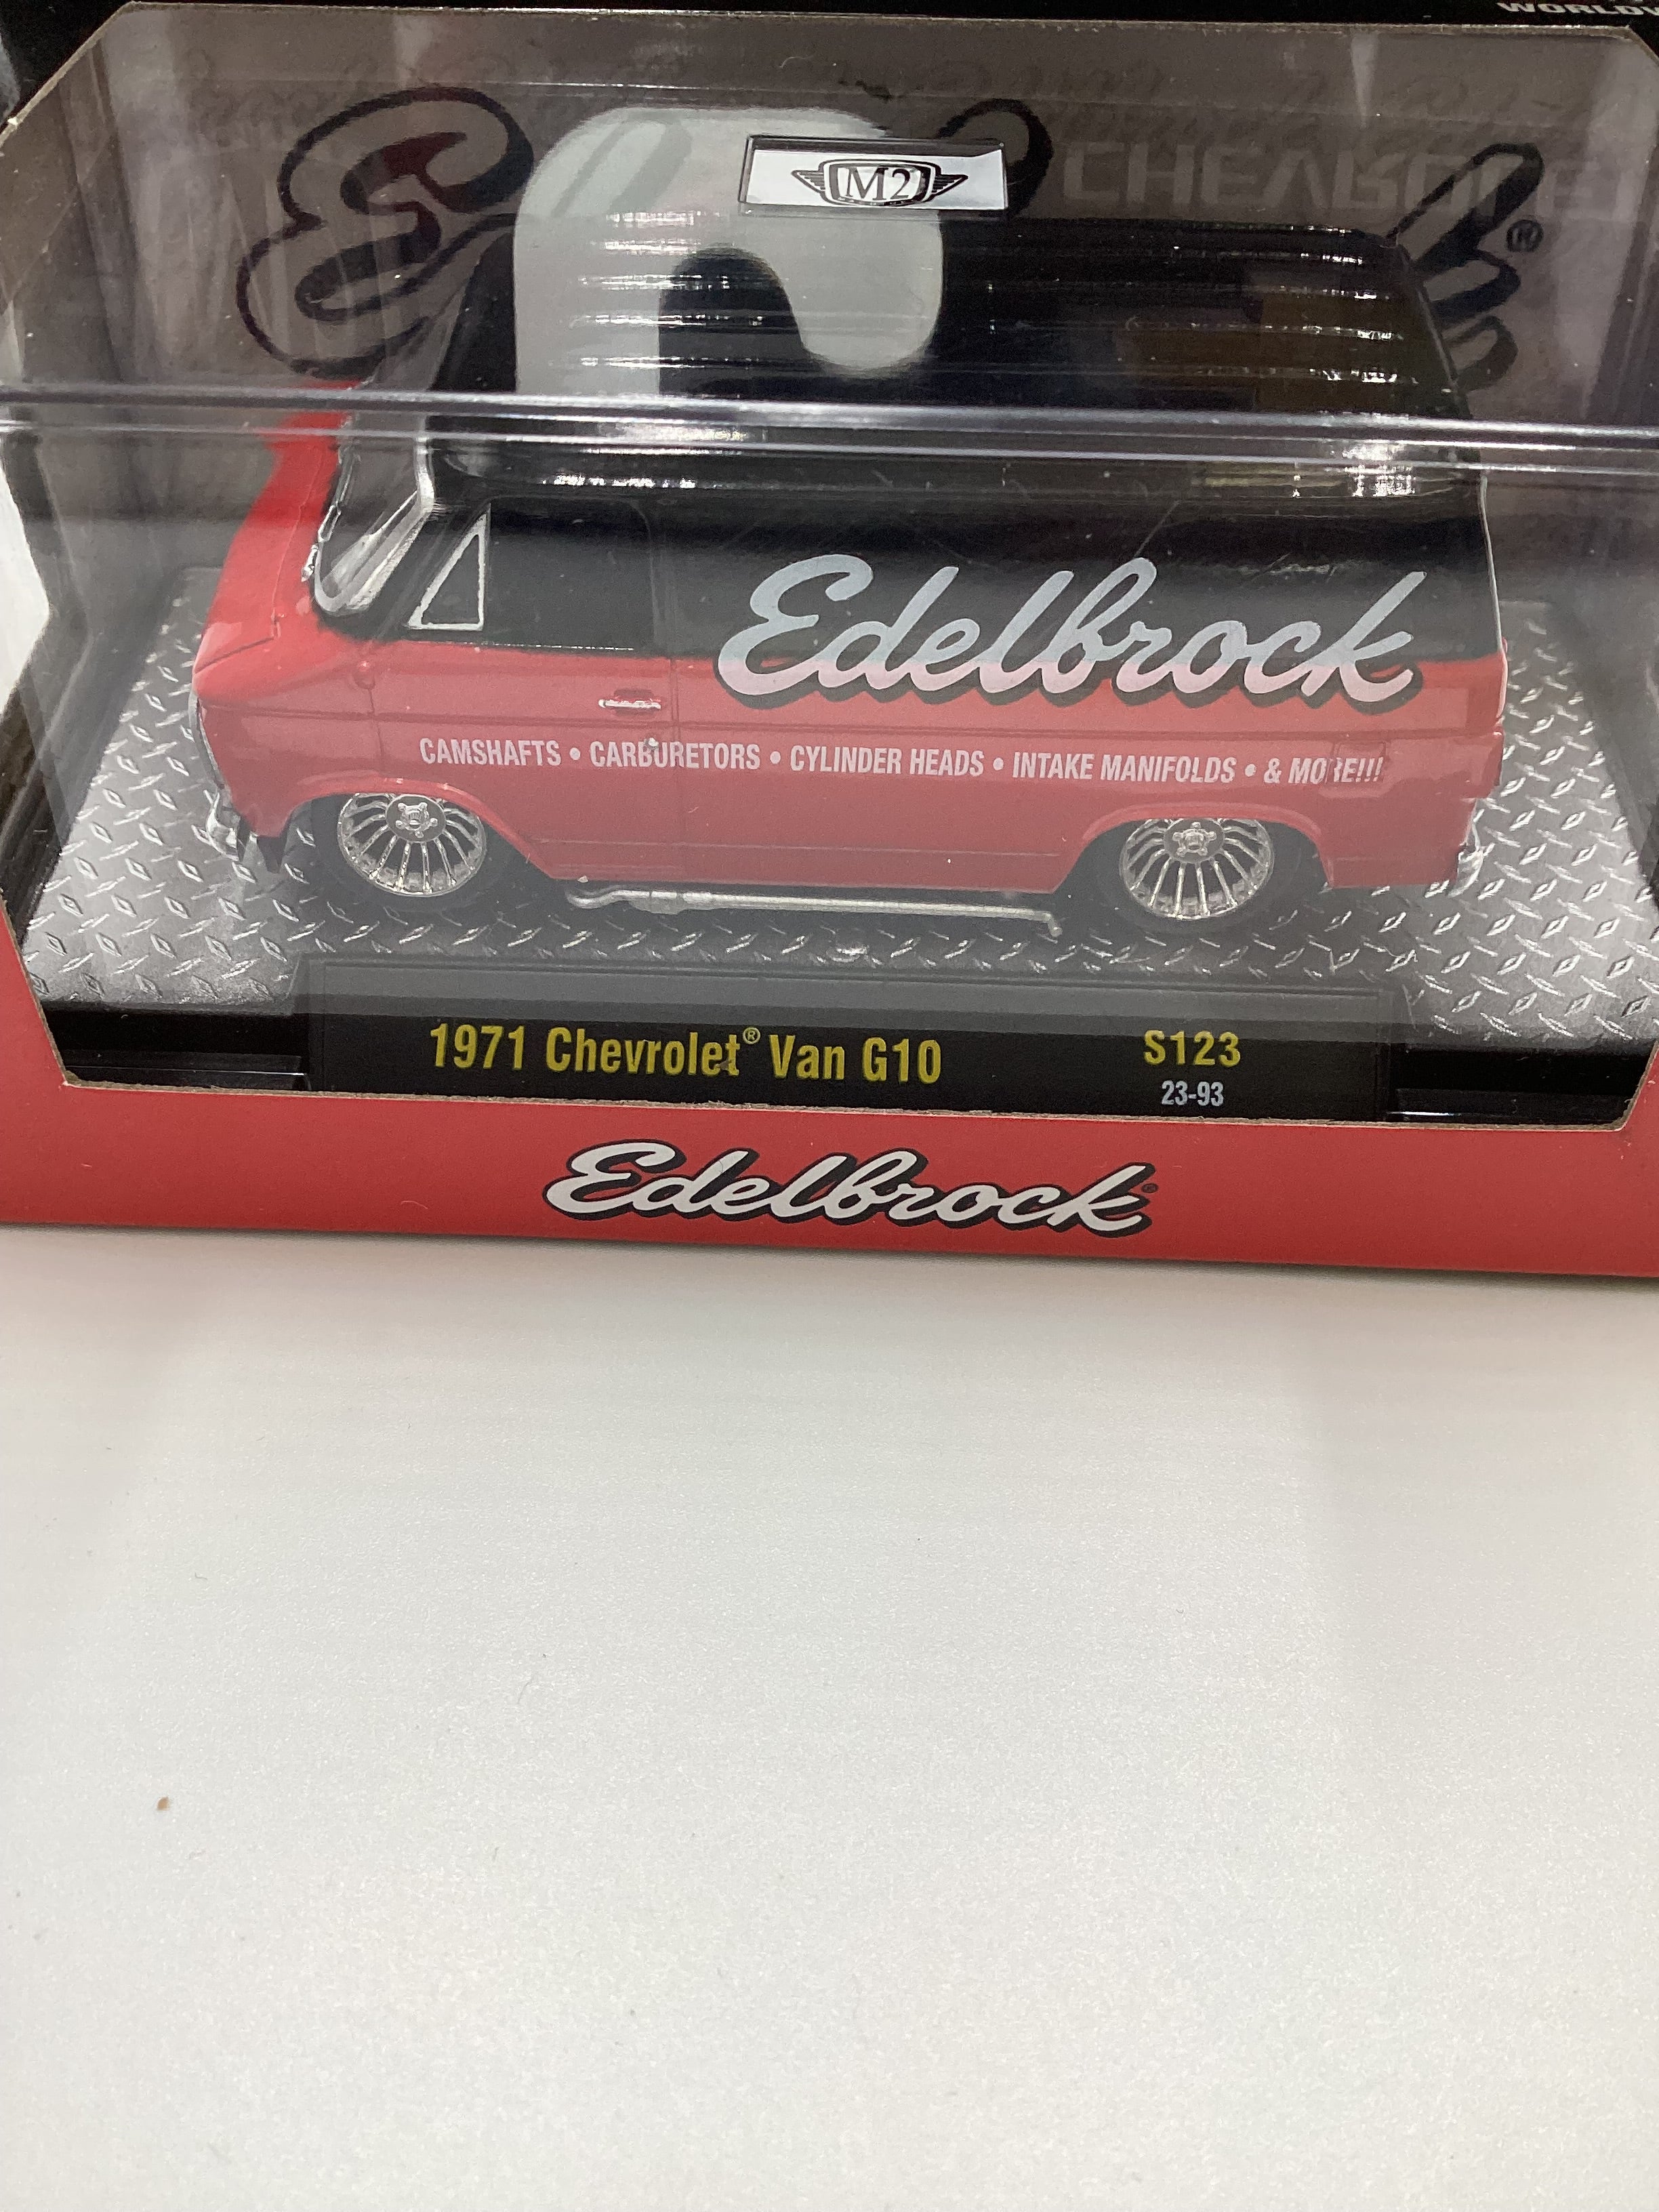 M2
Edelbrock
CAMSHAFTS • CARBURETORS • CYLINDER HEADS • INTAKE MANIFOLDS • & MORE!!!
1971 Chevrolet® Van G10
S123
23-93
Edelbrock®